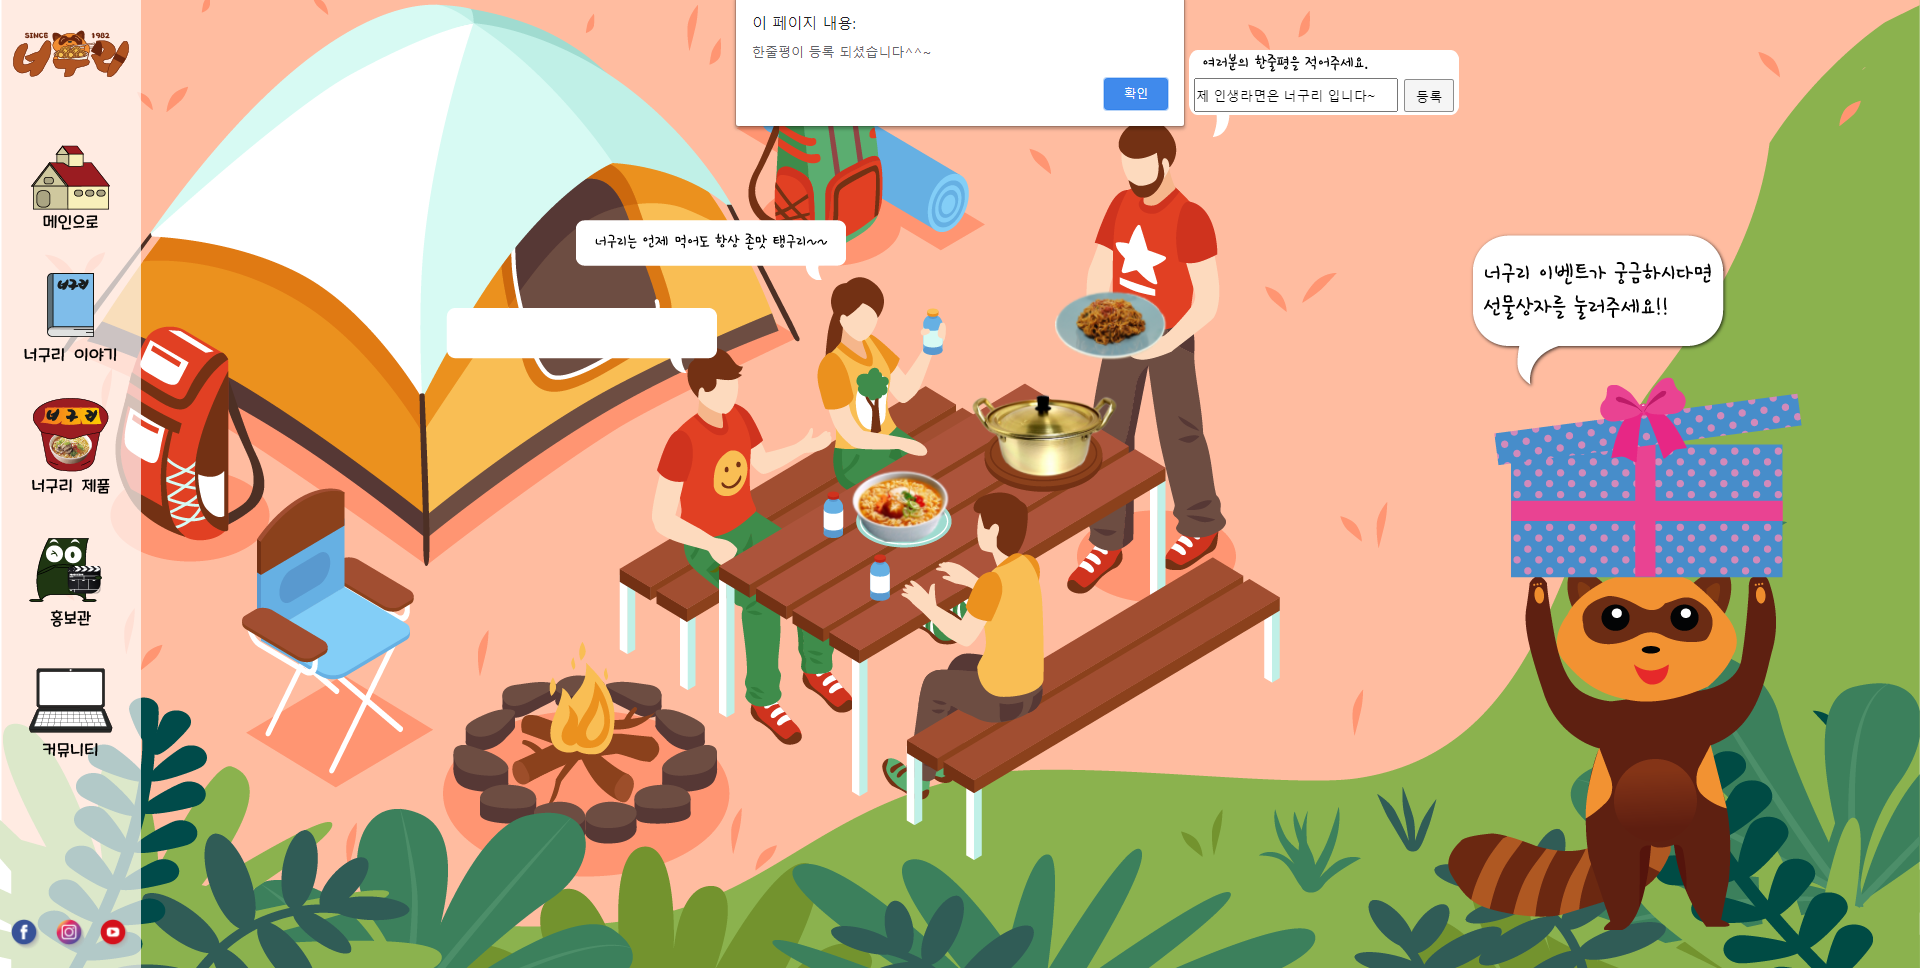 SINCE 1982
너구리
메인으로
너구리
너구리 이야기
너구리
너구리 제품
홍보관
커뮤니티
이 페이지 내용:
한줄평이 등록 되셨습니다^^~
확인
여러분의 한줄평을 적어주세요.
제 인생라면은 너구리 입니다~
등록
너구리는 언제 먹어도 항상 존맛 탱구리~~
너구리 이벤트가 궁금하시다면
선물상자를 눌러주세요!!